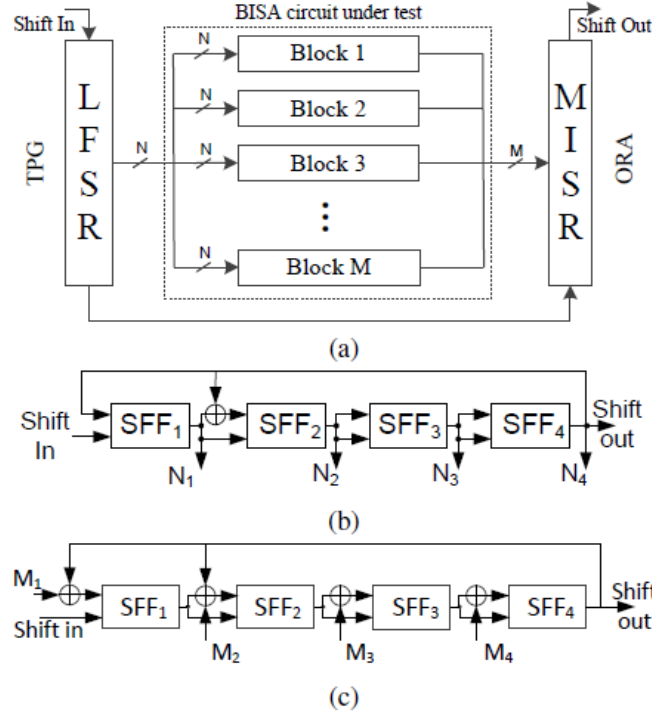 BISA circuit under test
Shift In
Shift Out
TPG
LFSR
N
N
Block 1
N
Block 2
N
Block 3
N
Block M
M
MISR
ORA
(a)
Shift In
SFF1
SFF2
SFF3
SFF4
Shift out
N1
N2
N3
N4
(b)
M1
Shift in
SFF1
SFF2
SFF3
SFF4
Shift out
M2
M3
M4
(c)